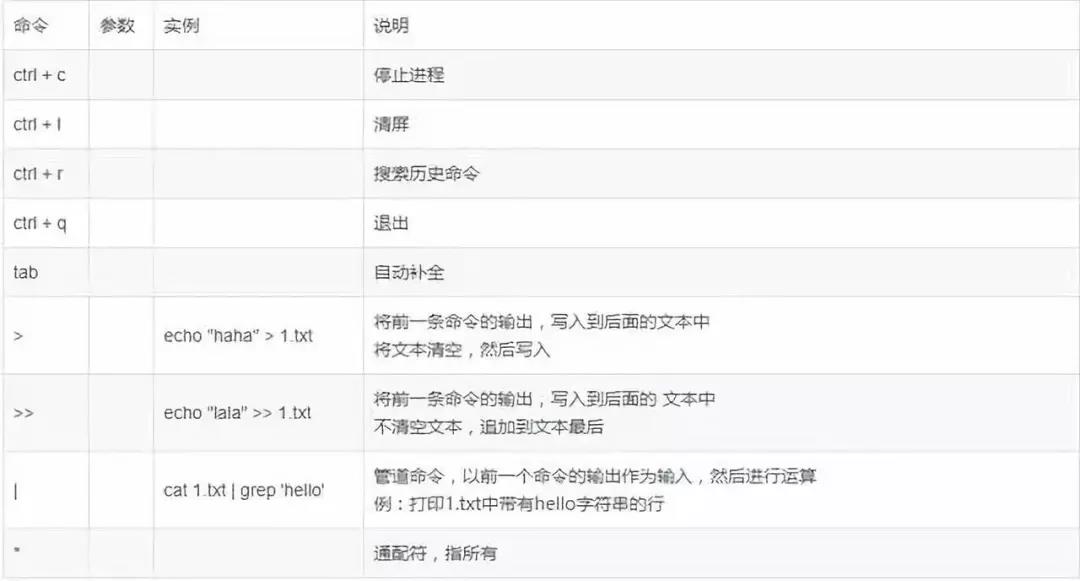 命令 参数 实例 说明
ctrl + c 停止进程
ctrl + l 清屏
ctrl + r 搜索历史命令
ctrl + q 退出
tab 自动补全
> echo "haha" > 1.txt 将前一条命令的输出，写入到后面的文本中
将文本清空，然后写入
>> echo "lala" >> 1.txt 将前一条命令的输出，写入到后面的 文本中
不清空文本，追加到文本最后
| cat 1.txt | grep 'hello' 管道命令，以前一个命令的输出作为输入，然后进行运算
例：打印1.txt中带有hello字符串的行
* 通配符，指所有